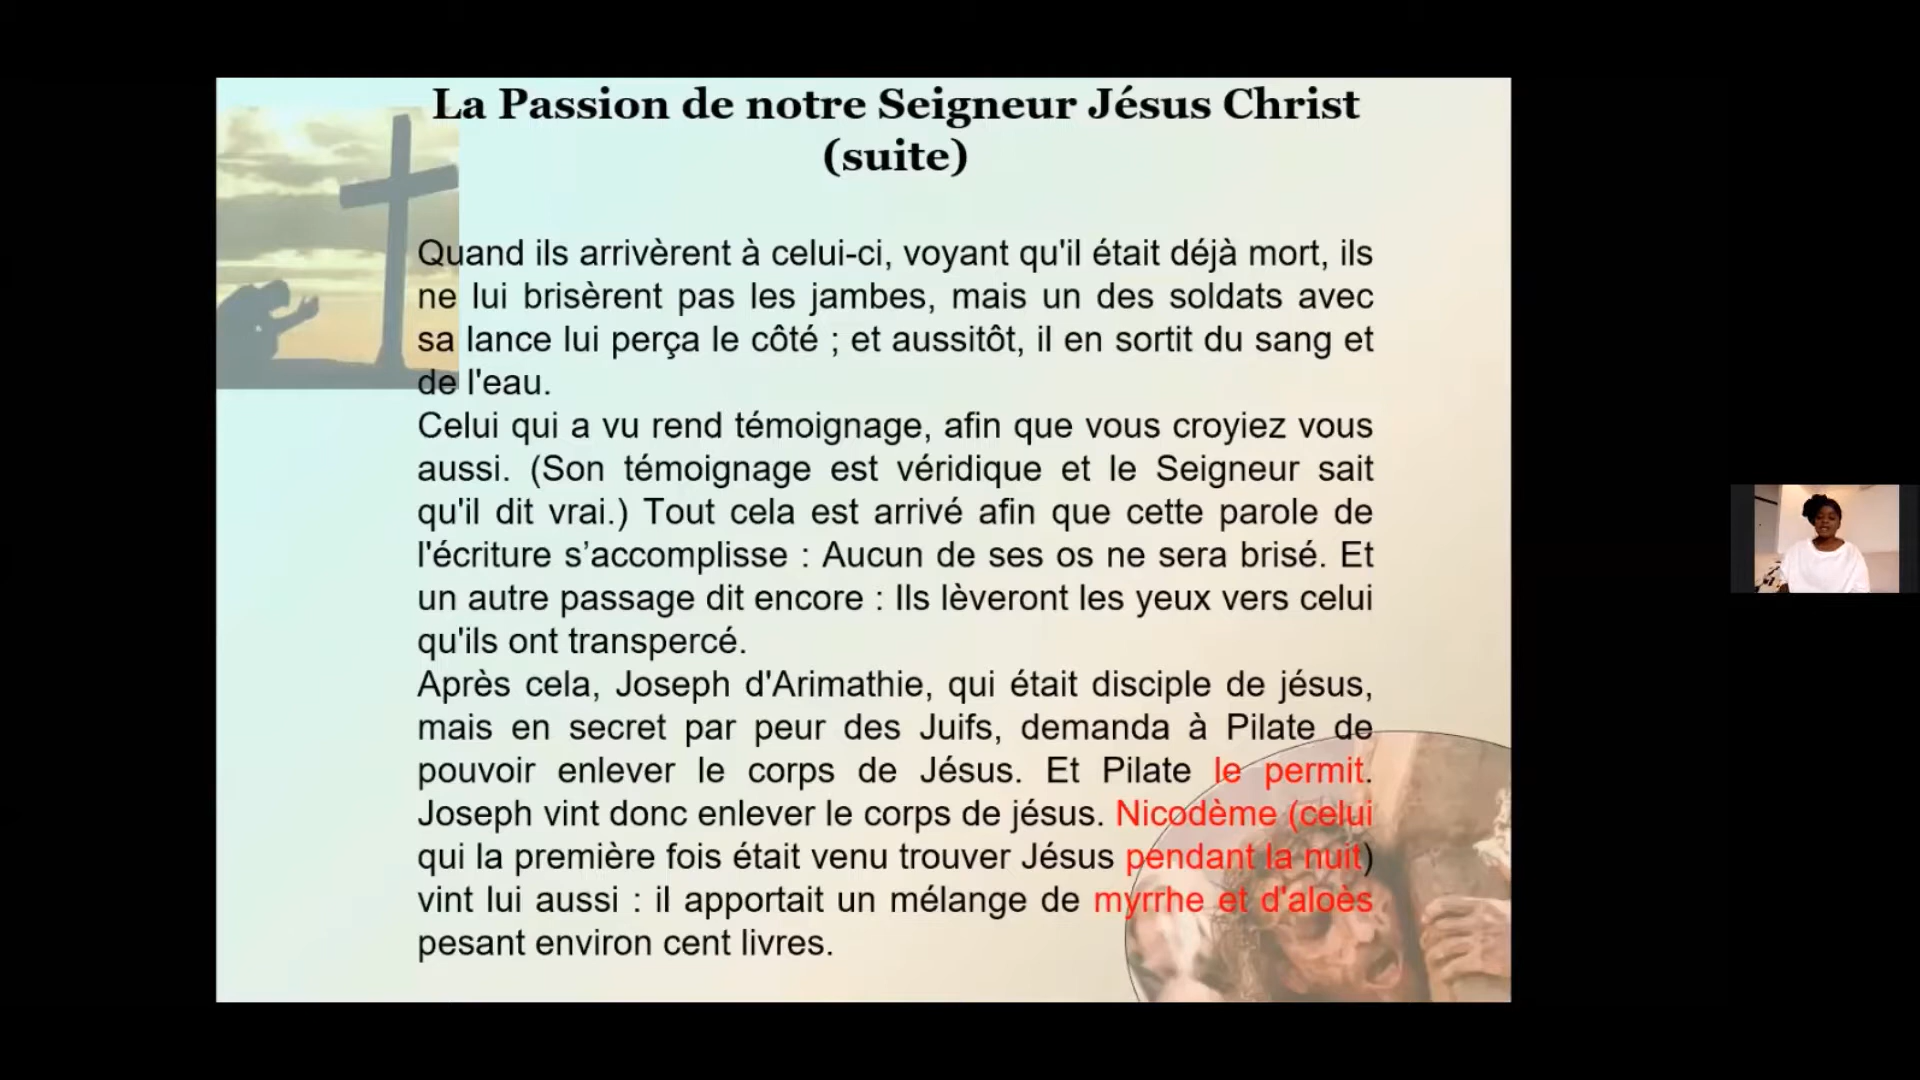 La Passion de notre Seigneur Jésus Christ
(suite)
Quand ils arrivèrent à celui-ci, voyant qu'il était déjà mort, ils
ne lui brisèrent pas les jambes, mais un des soldats avec
sa lance lui perça le côté ; et aussitôt, il en sortit du sang et
de l'eau.
Celui qui a vu rend témoignage, afin que vous croyiez vous
aussi. (Son témoignage est véridique et le Seigneur sait
qu'il dit vrai.) Tout cela est arrivé afin que cette parole de
l'écriture s’accomplisse : Aucun de ses os ne sera brisé. Et
un autre passage dit encore : Ils lèveront les yeux vers celui
qu'ils ont transpercé.
Après cela, Joseph d'Arimathie, qui était disciple de jésus,
mais en secret par peur des Juifs, demanda à Pilate de
pouvoir enlever le corps de Jésus. Et Pilate le permit.
Joseph vint donc enlever le corps de jésus. Nicodème (celui
qui la première fois était venu trouver Jésus pendant la nuit)
vint lui aussi : il apportait un mélange de myrrhe et d'aloès
pesant environ cent livres.